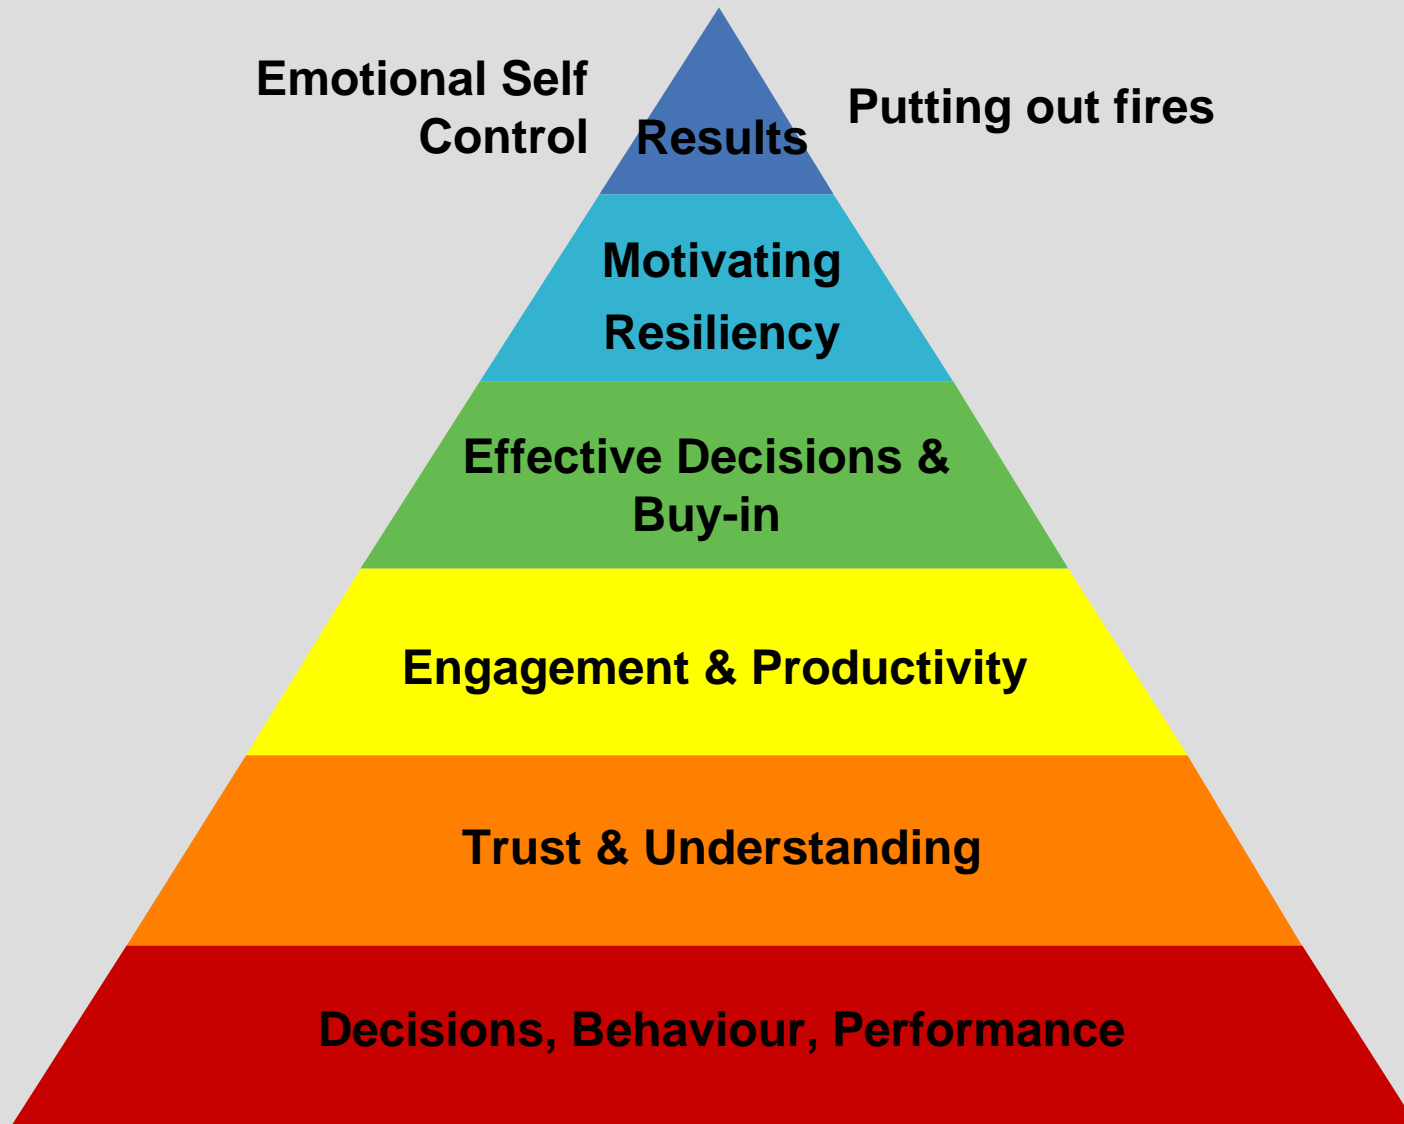 Emotional Self
Control
Results
Putting out fires
Motivating
Resiliency
Effective Decisions &
Buy-in
Engagement & Productivity
Trust & Understanding
Decisions, Behaviour, Performance